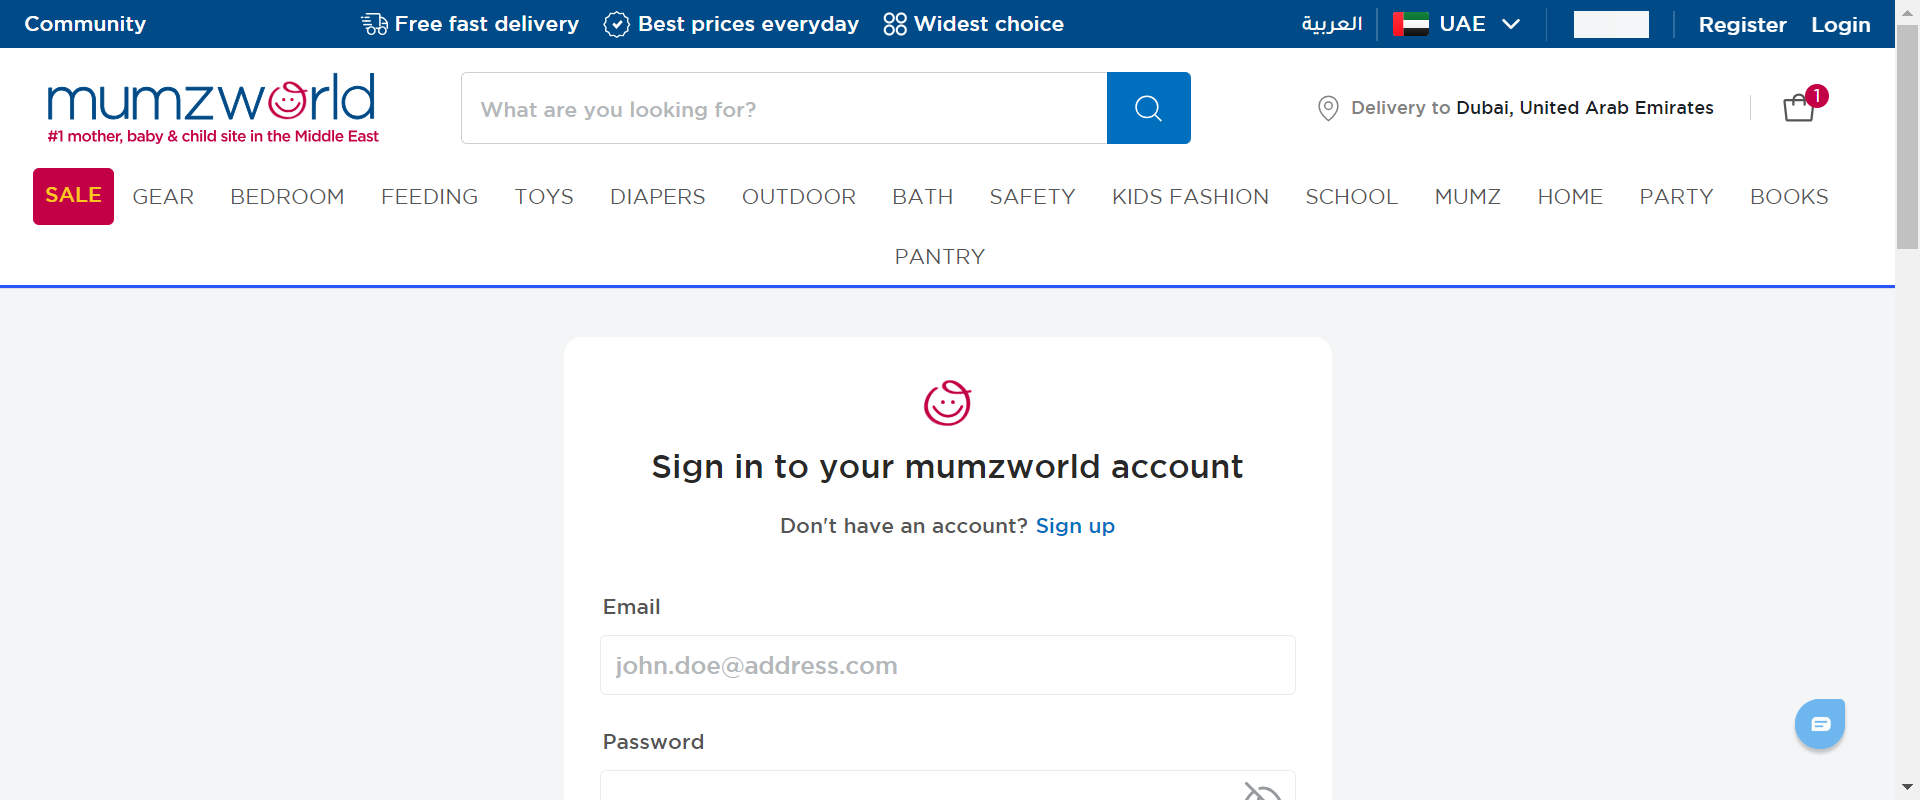 Community
Free fast delivery
Best prices everyday
Widest choice
العربية
UAE
Register
Login
mumzworld
#1 mother, baby & child site in the Middle East
What are you looking for?
Delivery to Dubai, United Arab Emirates
1
SALE
GEAR
BEDROOM
FEEDING
TOYS
DIAPERS
OUTDOOR
BATH
SAFETY
KIDS FASHION
SCHOOL
MUMZ
HOME
PARTY
BOOKS
PANTRY
Sign in to your mumzworld account
Don't have an account? Sign up
Email
john.doe@address.com
Password